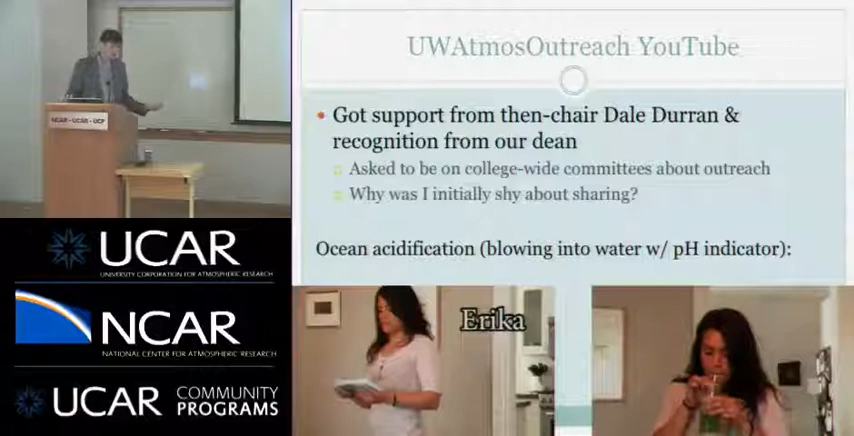 NCAR - UCAR - UCP
UCAR
UNIVERSITY CORPORATION FOR ATMOSPHERIC RESEARCH
NCAR
NATIONAL CENTER FOR ATMOSPHERIC RESEARCH
UCAR COMMUNITY
PROGRAMS
UWAtmosOutreach YouTube
Got support from then-chair Dale Durran &
recognition from our dean
Asked to be on college-wide committees about outreach
Why was I initially shy about sharing?
Ocean acidification (blowing into water w/ pH indicator):
Erika